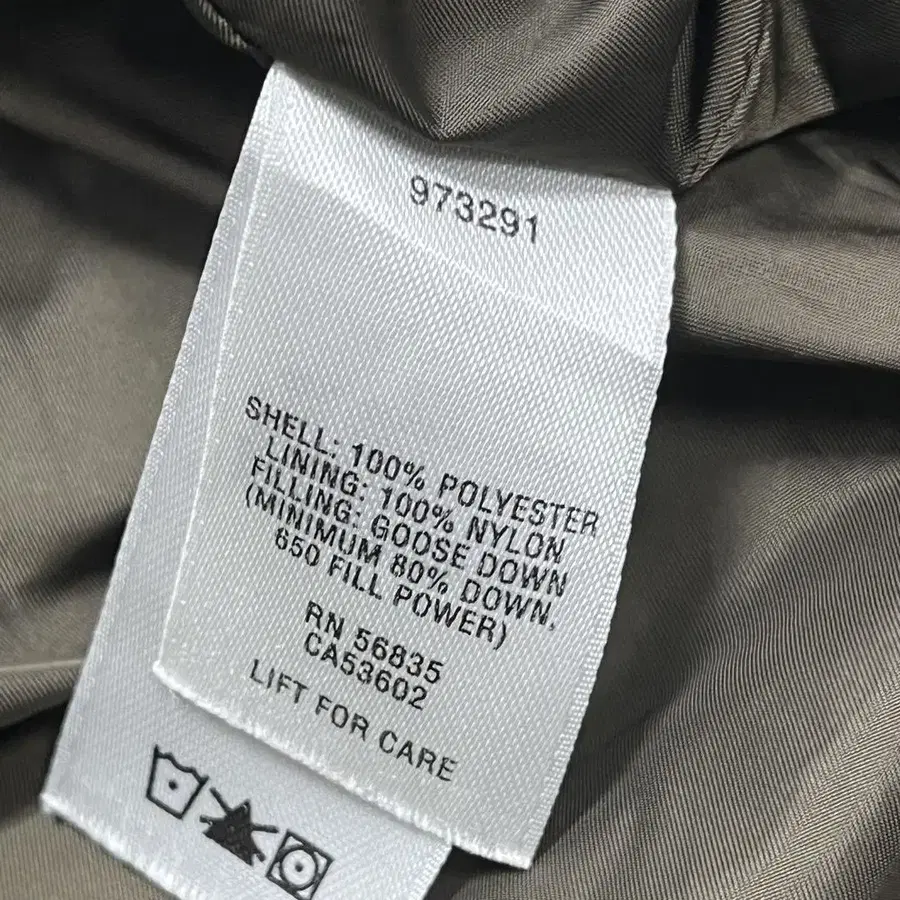 973291
SHELL: 100% POLYESTER
LINING: 100% NYLON
FILLING: GOOSE DOWN
(MINIMUM 80% DOWN,
650 FILL POWER)
RN 56835
CA53602
LIFT FOR CARE